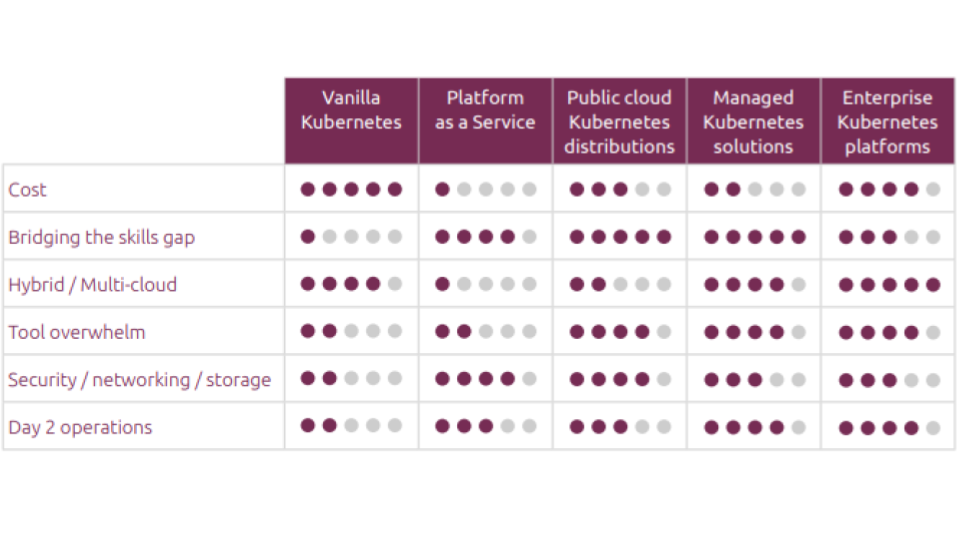 Vanilla
Kubernetes
Platform
as a Service
Public cloud
Kubernetes
distributions
Managed
Kubernetes
solutions
Enterprise
Kubernetes
platforms
Cost
Bridging the skills gap
Hybrid / Multi-cloud
Tool overwhelm
Security / networking / storage
Day 2 operations